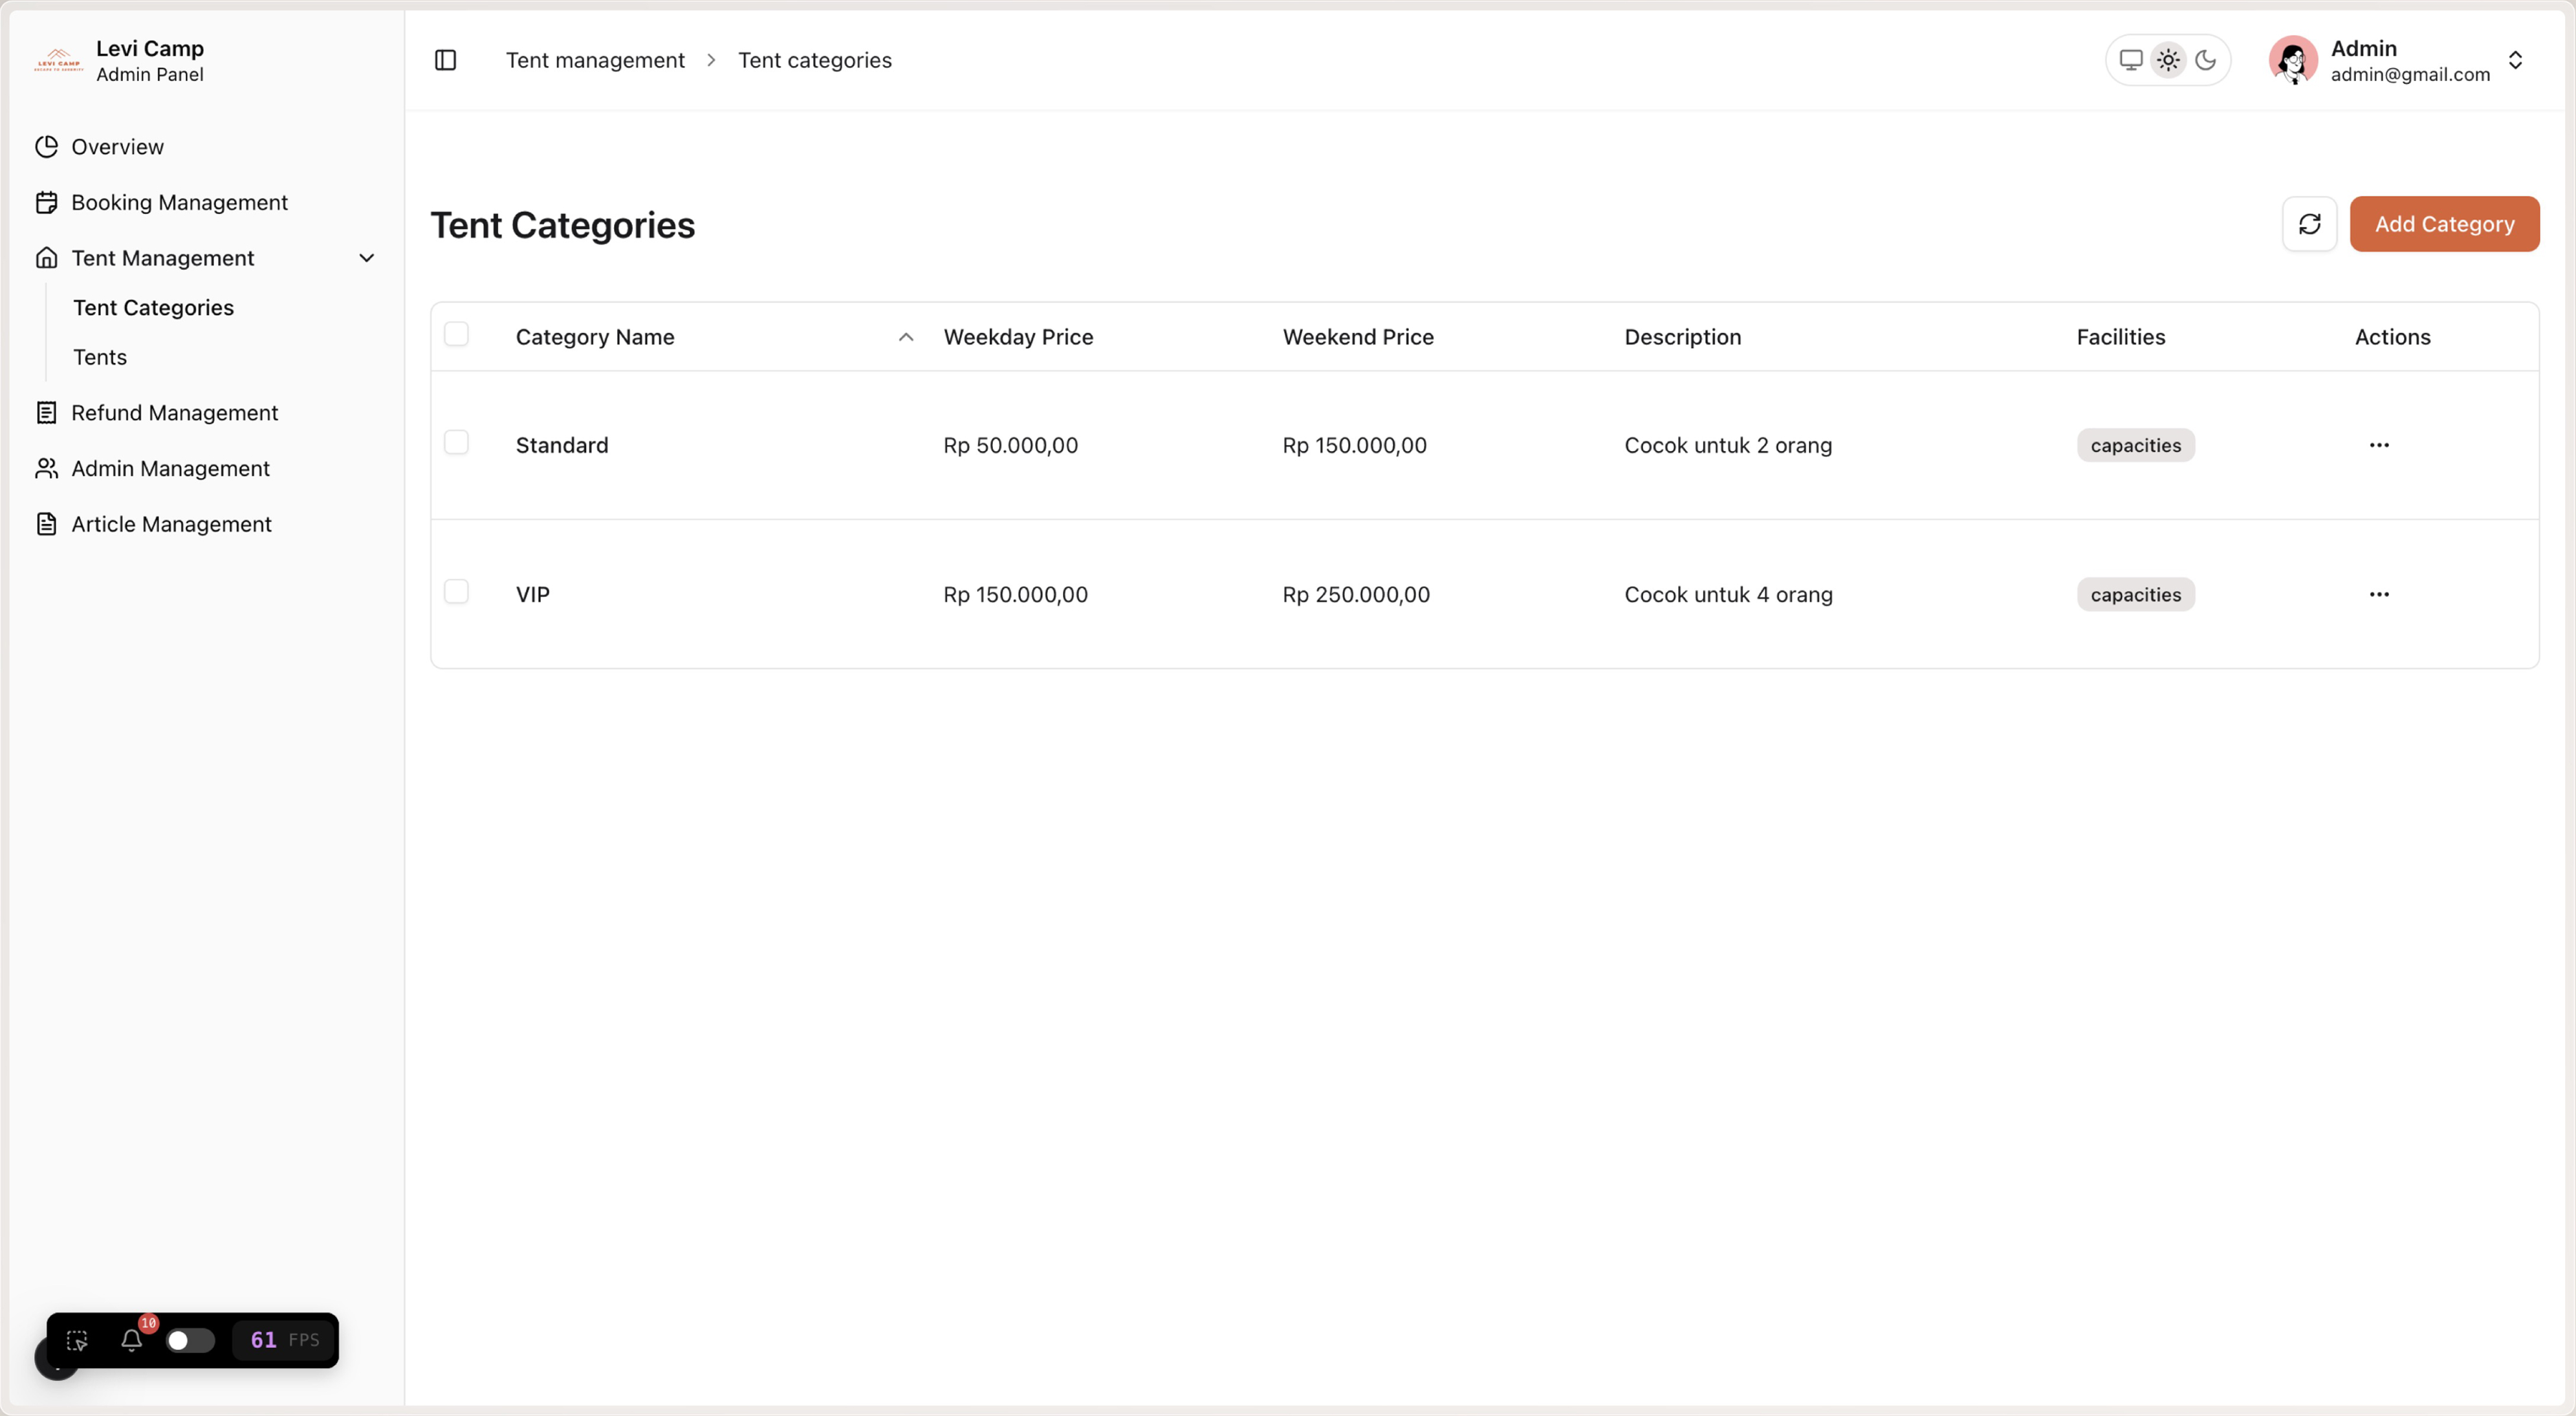 Levi Camp
Admin Panel
LEVI CAMP
ESCAPE TO SERENITY
Tent management
Tent categories
Admin
admin@gmail.com
Overview
Booking Management
Tent Management
Tent Categories
Tents
Refund Management
Admin Management
Article Management
Tent Categories
Add Category
Category Name Weekday Price Weekend Price Description Facilities Actions
Standard Rp 50.000,00 Rp 150.000,00 Cocok untuk 2 orang capacities
VIP Rp 150.000,00 Rp 250.000,00 Cocok untuk 4 orang capacities
10
61 FPS